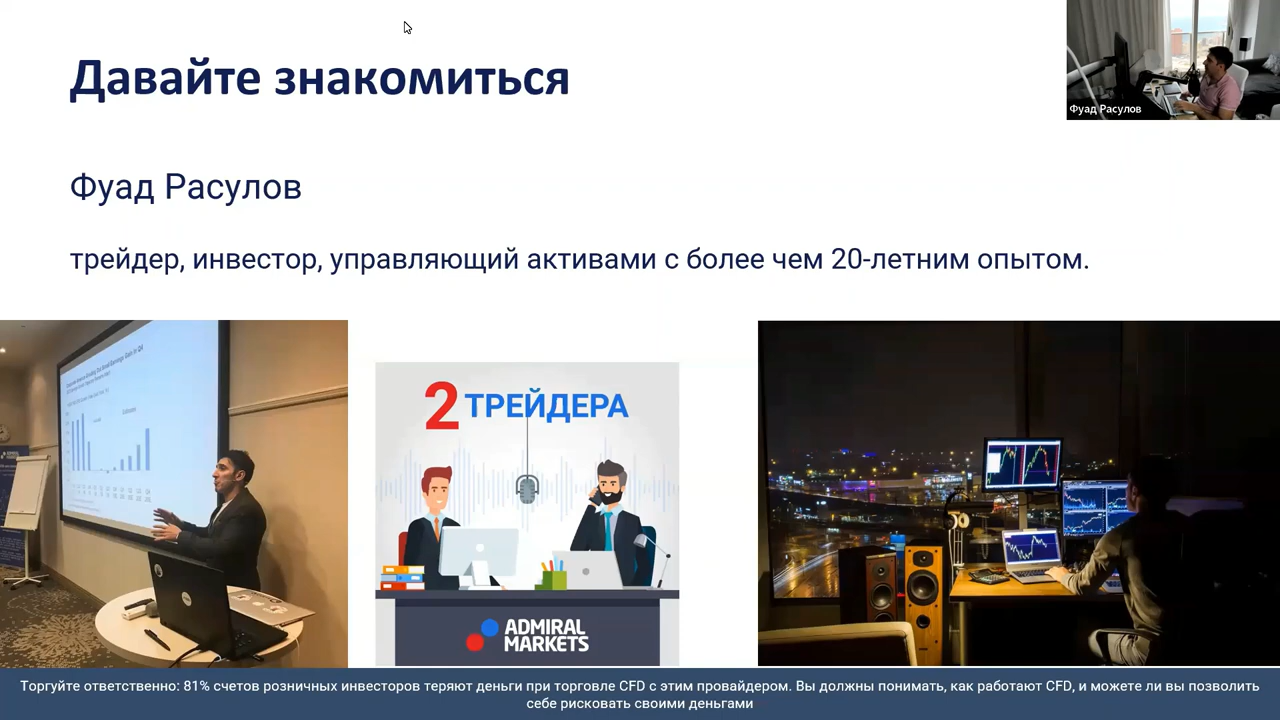 Давайте знакомиться
Фуад Расулов
Фуад Расулов
трейдер, инвестор, управляющий активами с более чем 20-летним опытом.
2 ТРЕЙДЕРА
ADMIRAL
MARKETS
Торгуйте ответственно: 81% счетов розничных инвесторов теряют деньги при торговле CFD с этим провайдером. Вы должны понимать, как работают CFD, и можете ли вы позволить
себе рисковать своими деньгами